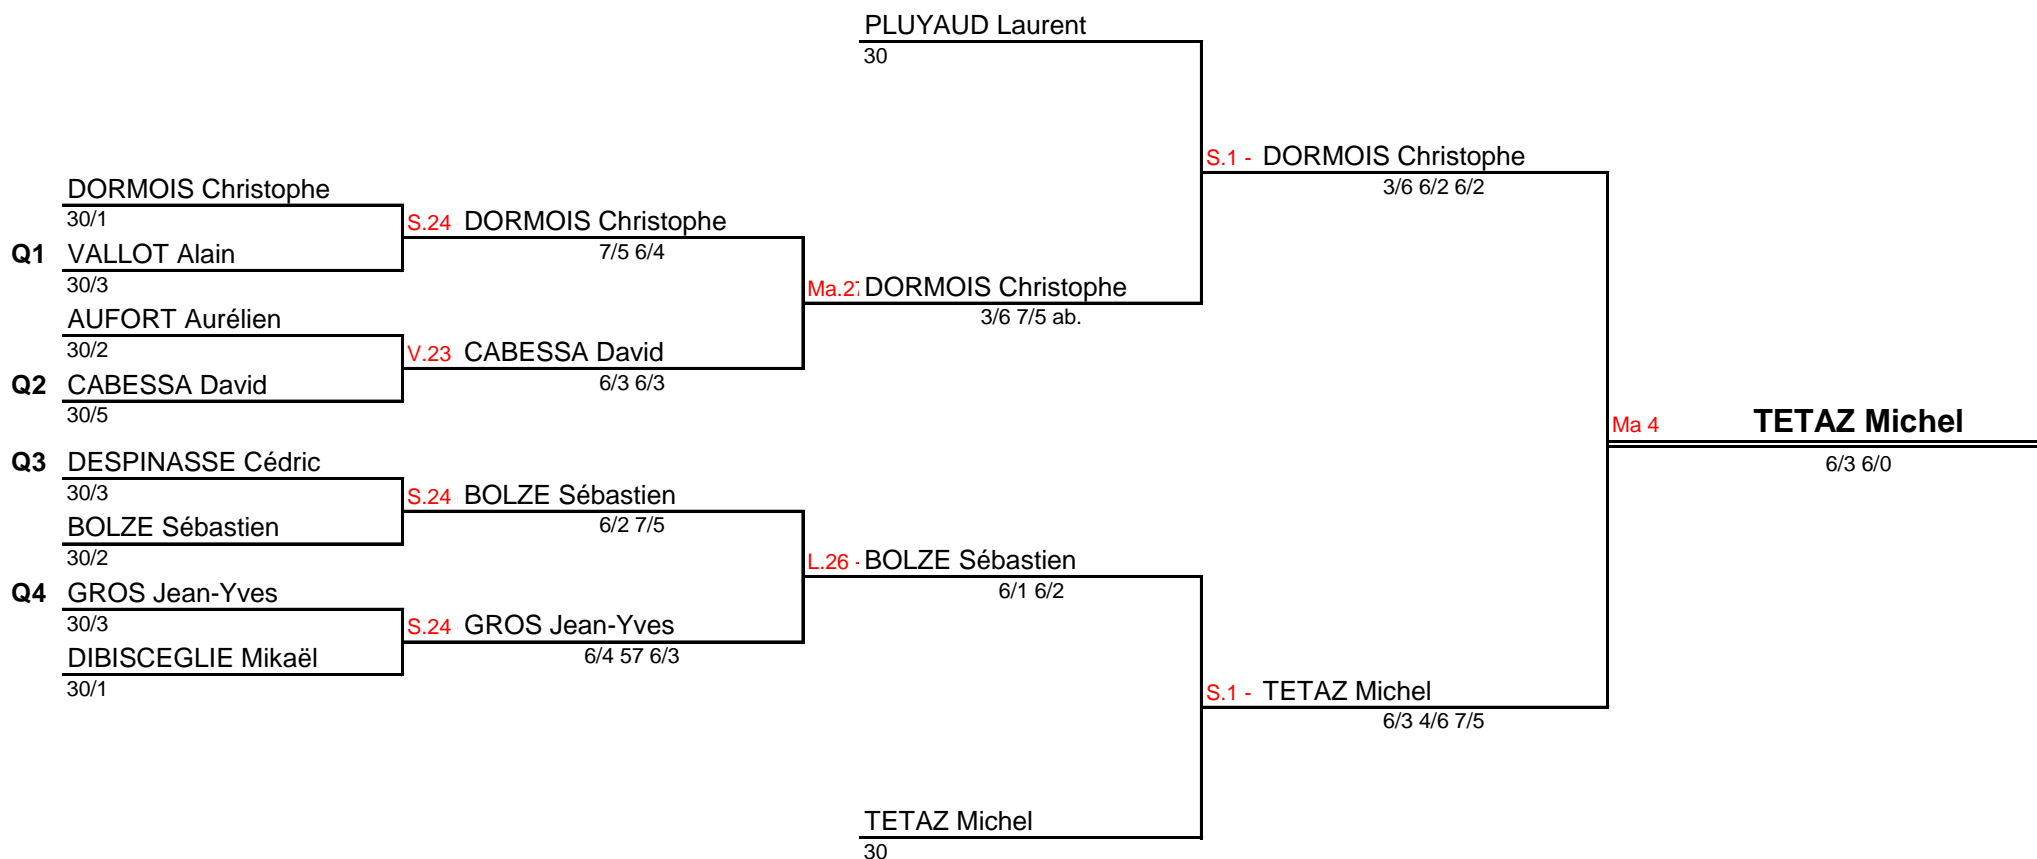 PLUYAUD Laurent
30
S.1 - DORMOIS Christophe
3/6 6/2 6/2
DORMOIS Christophe
30/1
S.24 DORMOIS Christophe
7/5 6/4
Q1 VALLOT Alain
30/3
Ma.27 DORMOIS Christophe
3/6 7/5 ab.
AUFORT Aurélien
30/2
V.23 CABESSA David
6/3 6/3
Q2 CABESSA David
30/5
Ma 4 TETAZ Michel
6/3 6/0
Q3 DESPINASSE Cédric
30/3
S.24 BOLZE Sébastien
6/2 7/5
BOLZE Sébastien
30/2
L.26 - BOLZE Sébastien
6/1 6/2
Q4 GROS Jean-Yves
30/3
S.24 GROS Jean-Yves
6/4 57 6/3
DIBISCEGLIE Mikaël
30/1
S.1 - TETAZ Michel
6/3 4/6 7/5
TETAZ Michel
30